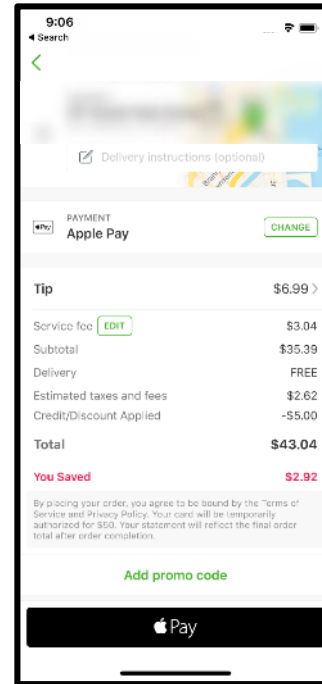 9:06
Search
Delivery instructions (optional)
Pay
PAYMENT
Apple Pay
CHANGE
Tip $6.99
Service fee EDIT $3.04
Subtotal $35.39
Delivery FREE
Estimated taxes and fees $2.62
Credit/Discount Applied -$5.00
Total $43.04
You Saved $2.92
By placing your order, you agree to be bound by the Terms of
Service and Privacy Policy. Your card will be temporarily
authorized for $50. Your statement will reflect the final order
total after order completion.
Add promo code
Pay